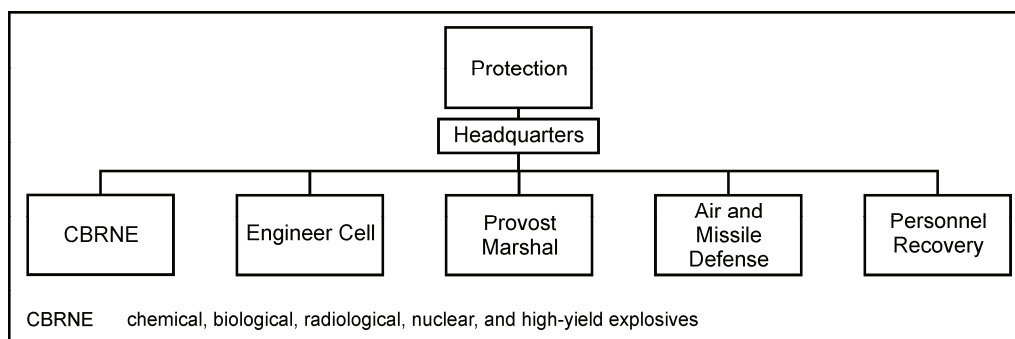 Protection
Headquarters
CBRNE
Engineer Cell
Provost
Marshal
Air and
Missile
Defense
Personnel
Recovery
CBRNE chemical, biological, radiological, nuclear, and high-yield explosives